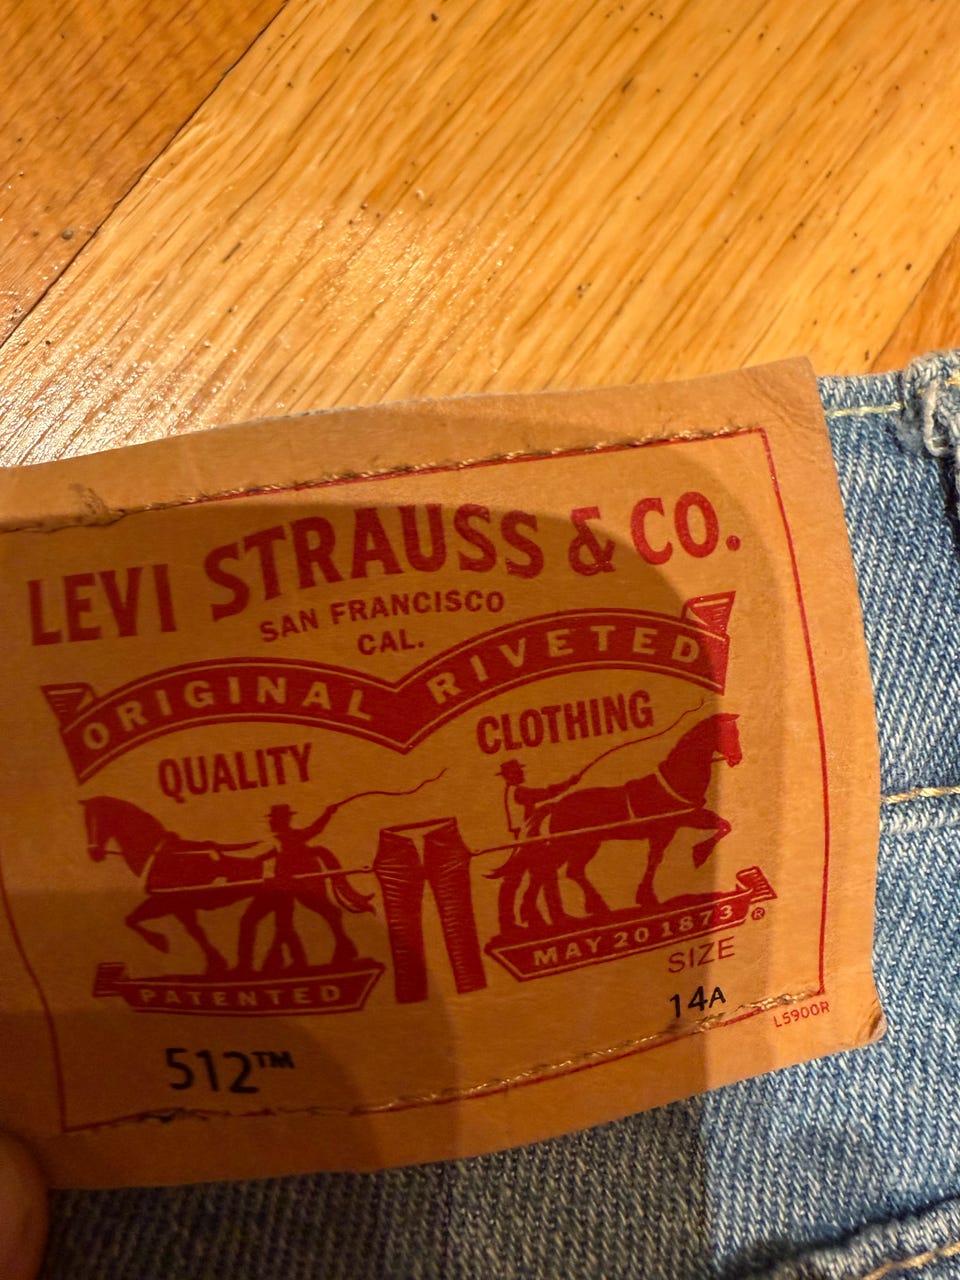 LEVI STRAUSS & CO.
SAN FRANCISCO
CAL.
ORIGINAL RIVETED
QUALITY CLOTHING
PATENTED MAY 20 1873 ®
SIZE
14A
L5900R
512™